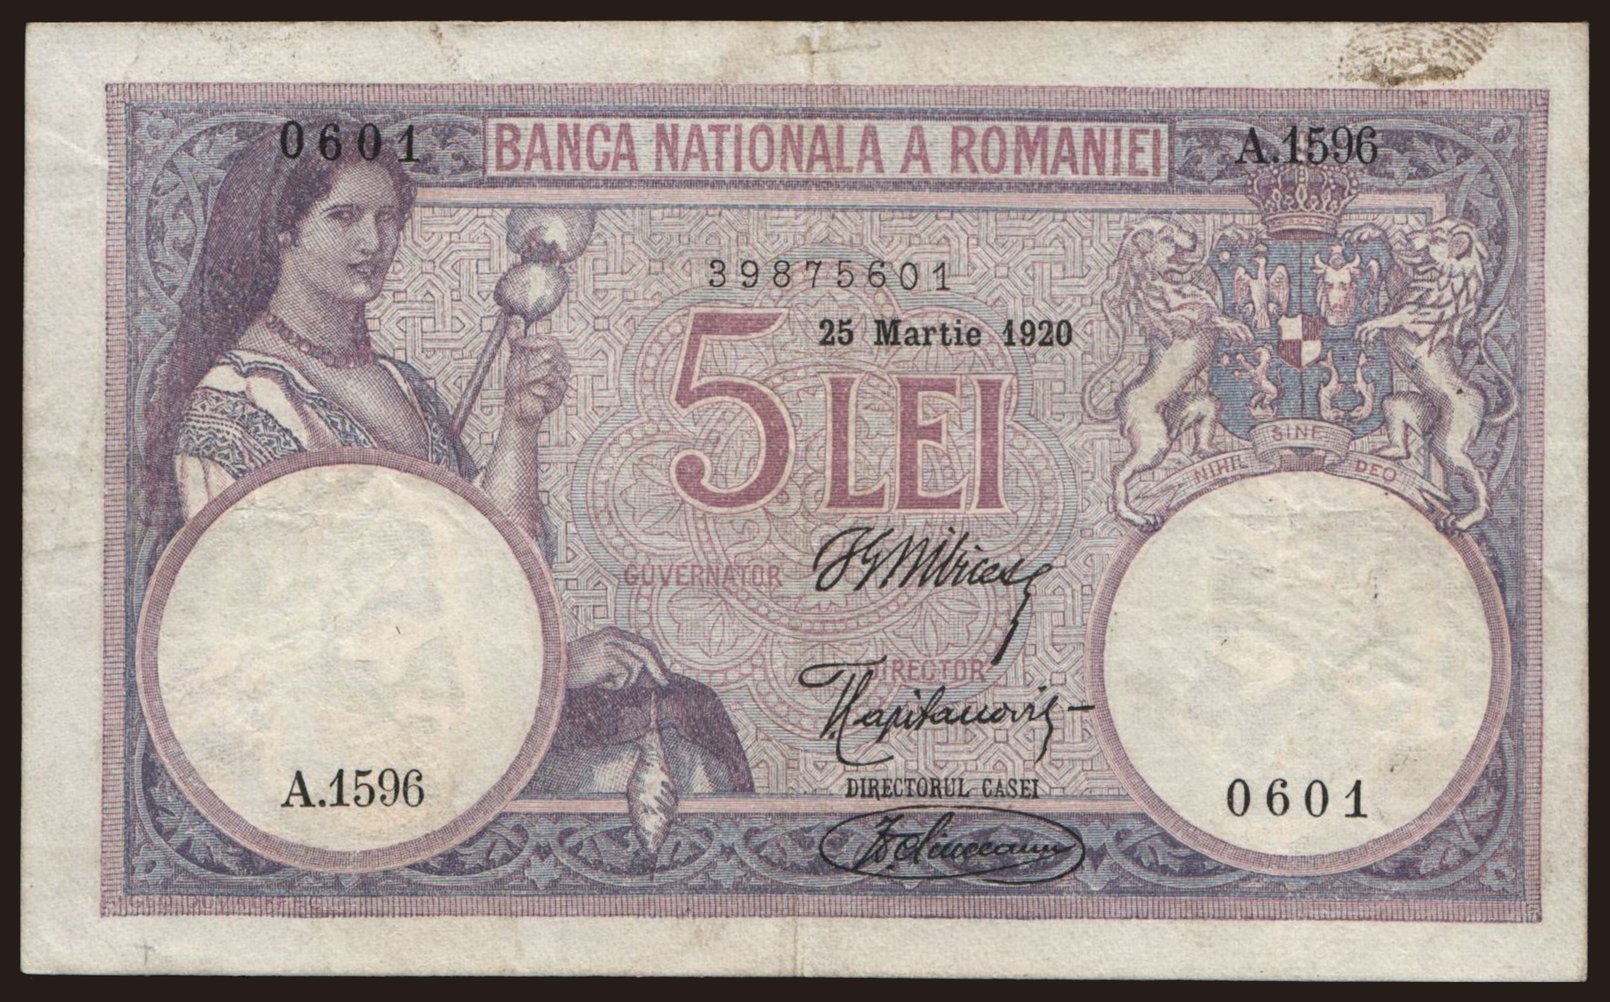 0601
BANCA NATIONALA A ROMANIEI
A.1596
39875601
25 Martie 1920
5 LEI
NIHIL SINE DEO
GUVERNATOR
DIRECTOR
DIRECTORUL CASEI
A.1596
0601